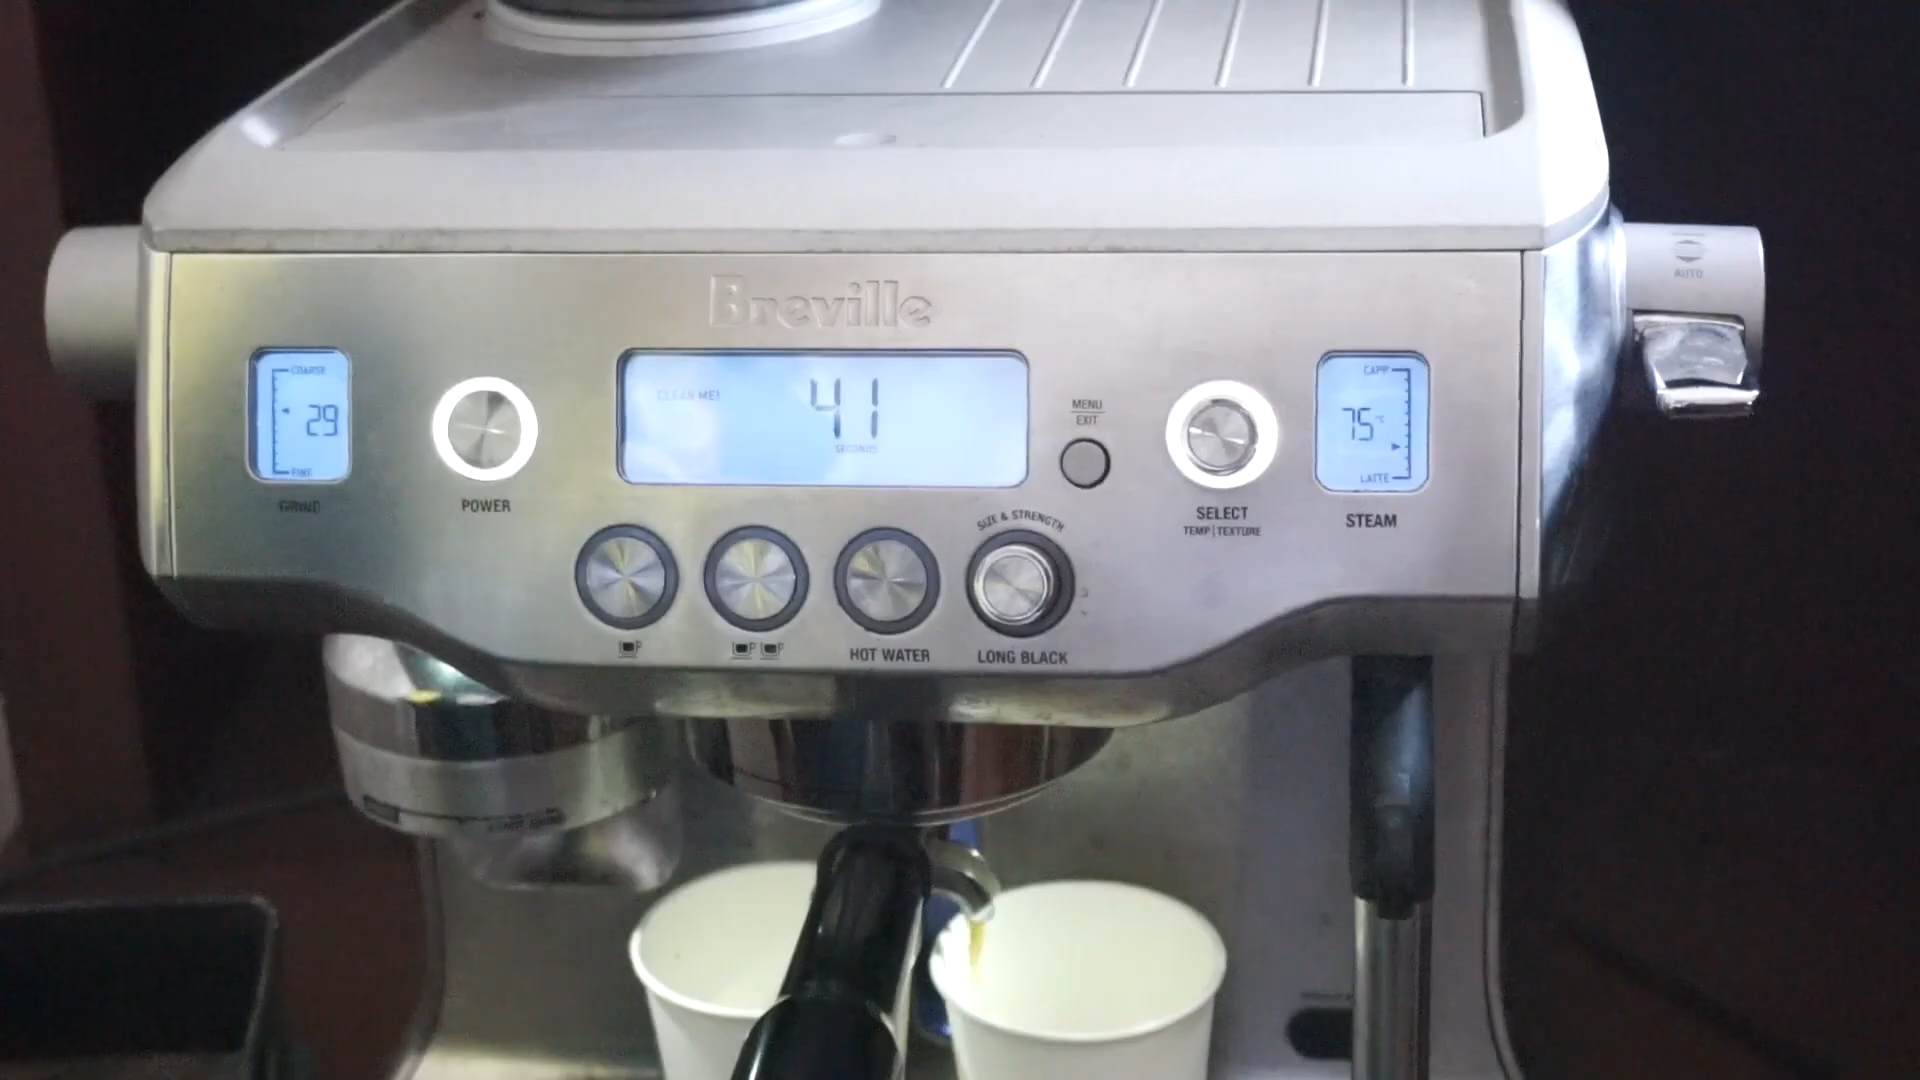 Breville
AUTO
COARSE
29
FINE
GRIND
POWER
CLEAN ME!
41
SECONDS
MENU
EXIT
SELECT
TEMP | TEXTURE
CAPP
75°C
LATTE
STEAM
SIZE & STRENGTH
HOT WATER
LONG BLACK